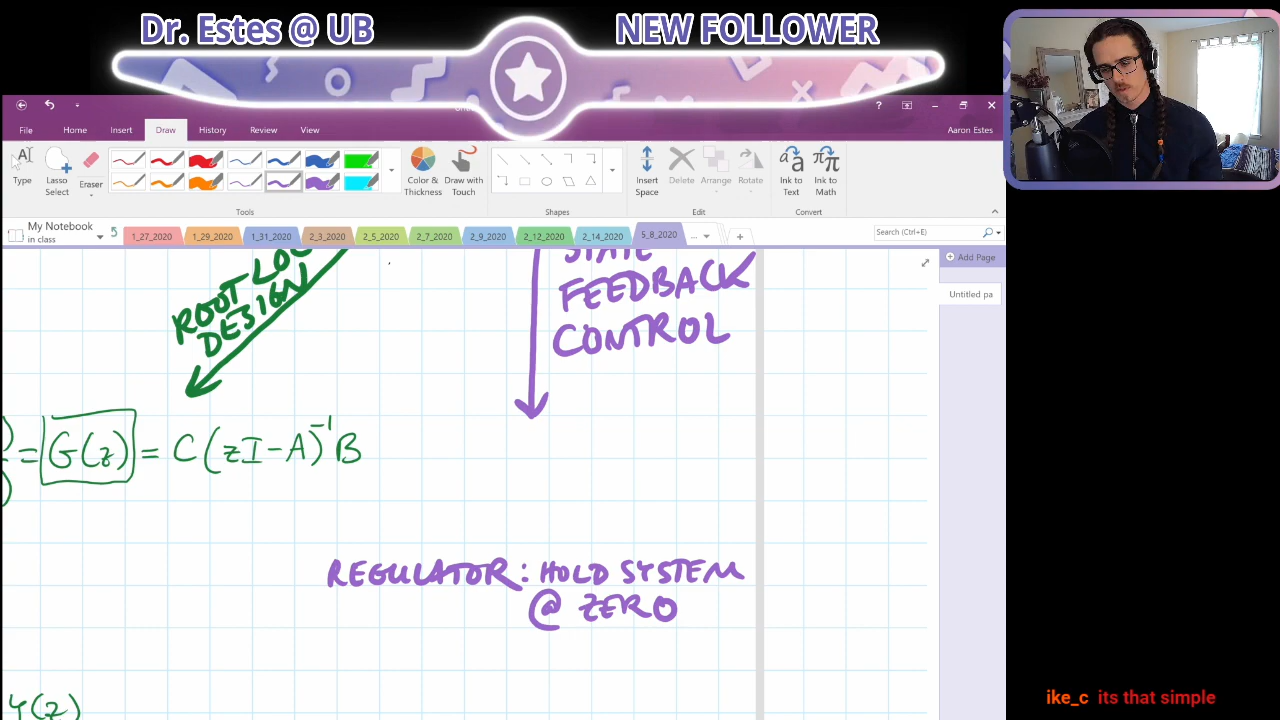 Dr. Estes @ UB
NEW FOLLOWER
File
Home
Insert
Draw
History
Review
View
Aaron Estes
Type
Lasso
Select
Eraser
Color &
Thickness
Draw with
Touch
Insert
Space
Delete
Arrange
Rotate
Ink to
Text
Ink to
Math
Tools
Shapes
Edit
Convert
My Notebook
in class
1_27_2020
1_29_2020
1_31_2020
2_3_2020
2_5_2020
2_7_2020
2_9_2020
2_12_2020
2_14_2020
5_8_2020
...
+
Search (Ctrl+E)
Add Page
Untitled pa
ROOT LOC
DESIGN
STATE
FEEDBACK
CONTROL
= G(z) = C(zI-A)⁻¹B
REGULATOR: HOLD SYSTEM
@ ZERO
Y(z)
ike_c its that simple